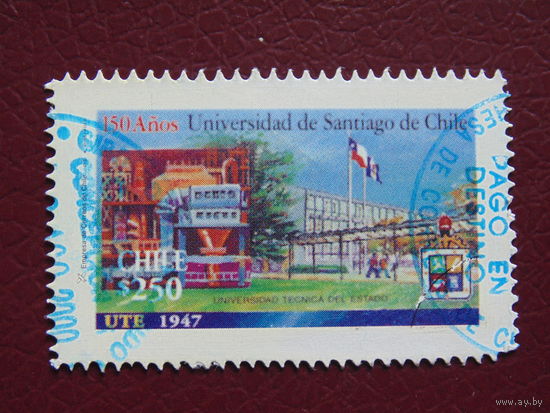 150 Años Universidad de Santiago de Chile
CHILE
$250
UNIVERSIDAD TECNICA DEL ESTADO
UTE 1947
PAGO EN
DESTINO
www.ay.by